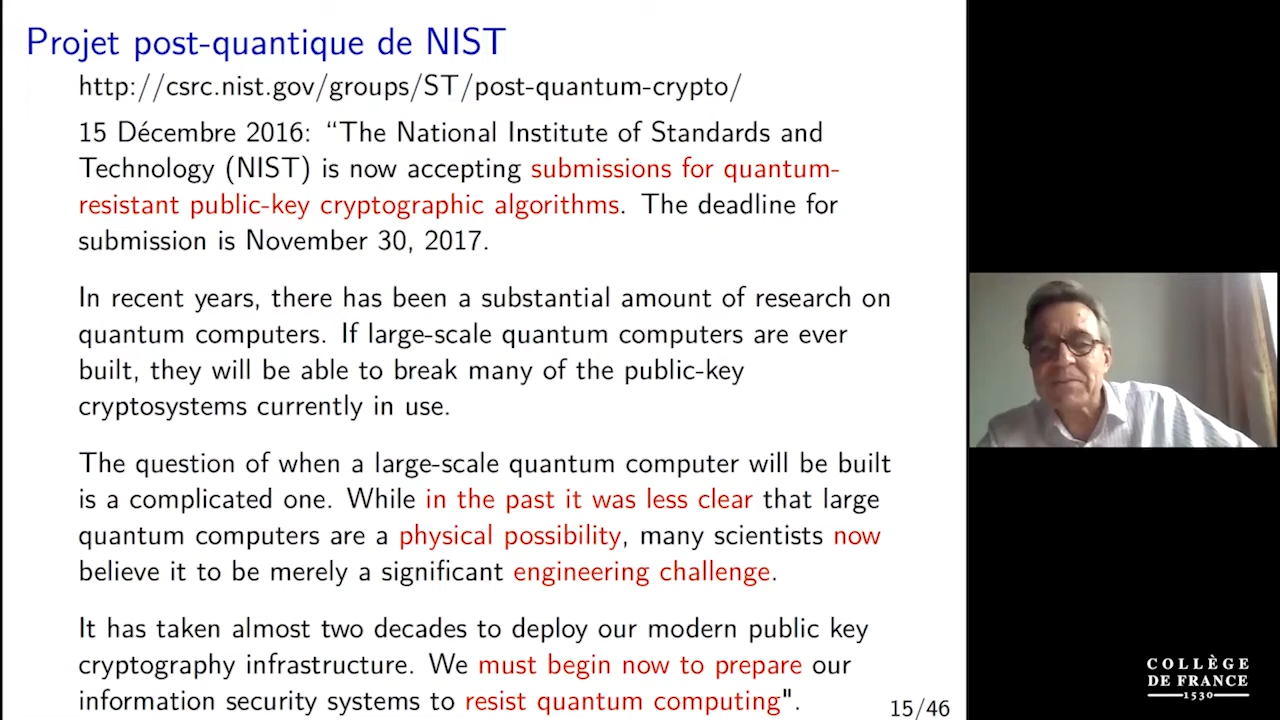 Projet post-quantique de NIST
http://csrc.nist.gov/groups/ST/post-quantum-crypto/
15 Décembre 2016: “The National Institute of Standards and
Technology (NIST) is now accepting submissions for quantum-
resistant public-key cryptographic algorithms. The deadline for
submission is November 30, 2017.
In recent years, there has been a substantial amount of research on
quantum computers. If large-scale quantum computers are ever
built, they will be able to break many of the public-key
cryptosystems currently in use.
The question of when a large-scale quantum computer will be built
is a complicated one. While in the past it was less clear that large
quantum computers are a physical possibility, many scientists now
believe it to be merely a significant engineering challenge.
It has taken almost two decades to deploy our modern public key
cryptography infrastructure. We must begin now to prepare our
information security systems to resist quantum computing".
15/46
COLLÈGE
DE FRANCE
1530